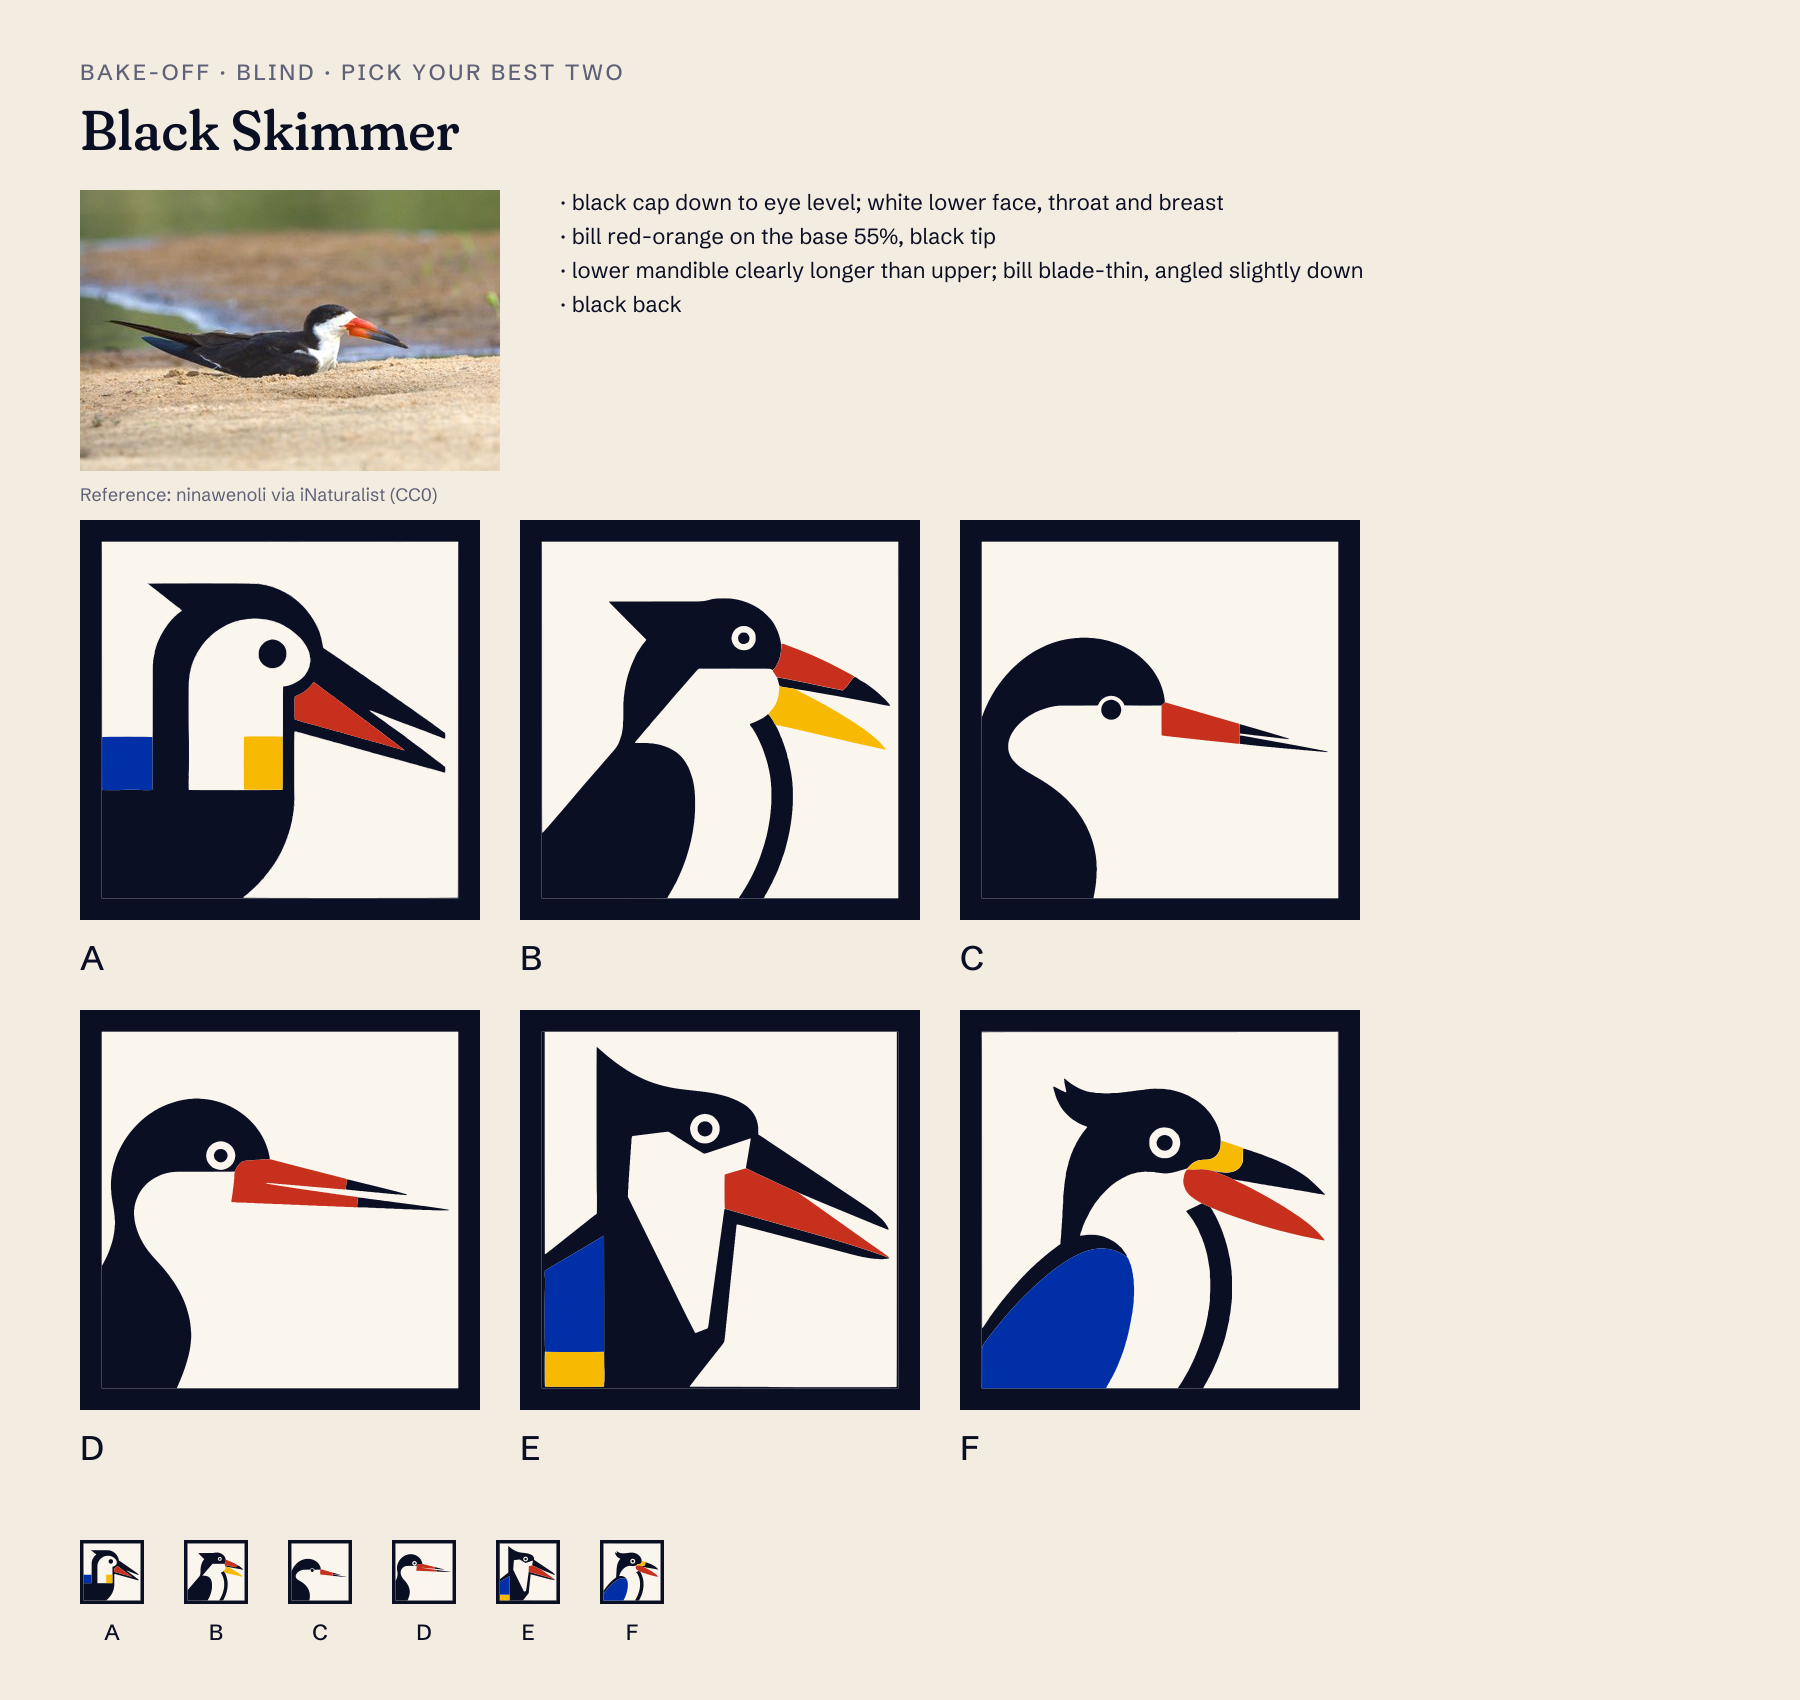 BAKE-OFF · BLIND · PICK YOUR BEST TWO
Black Skimmer
· black cap down to eye level; white lower face, throat and breast
· bill red-orange on the base 55%, black tip
· lower mandible clearly longer than upper; bill blade-thin, angled slightly down
· black back
Reference: ninawenoli via iNaturalist (CC0)
A B C
D E F
A B C D E F